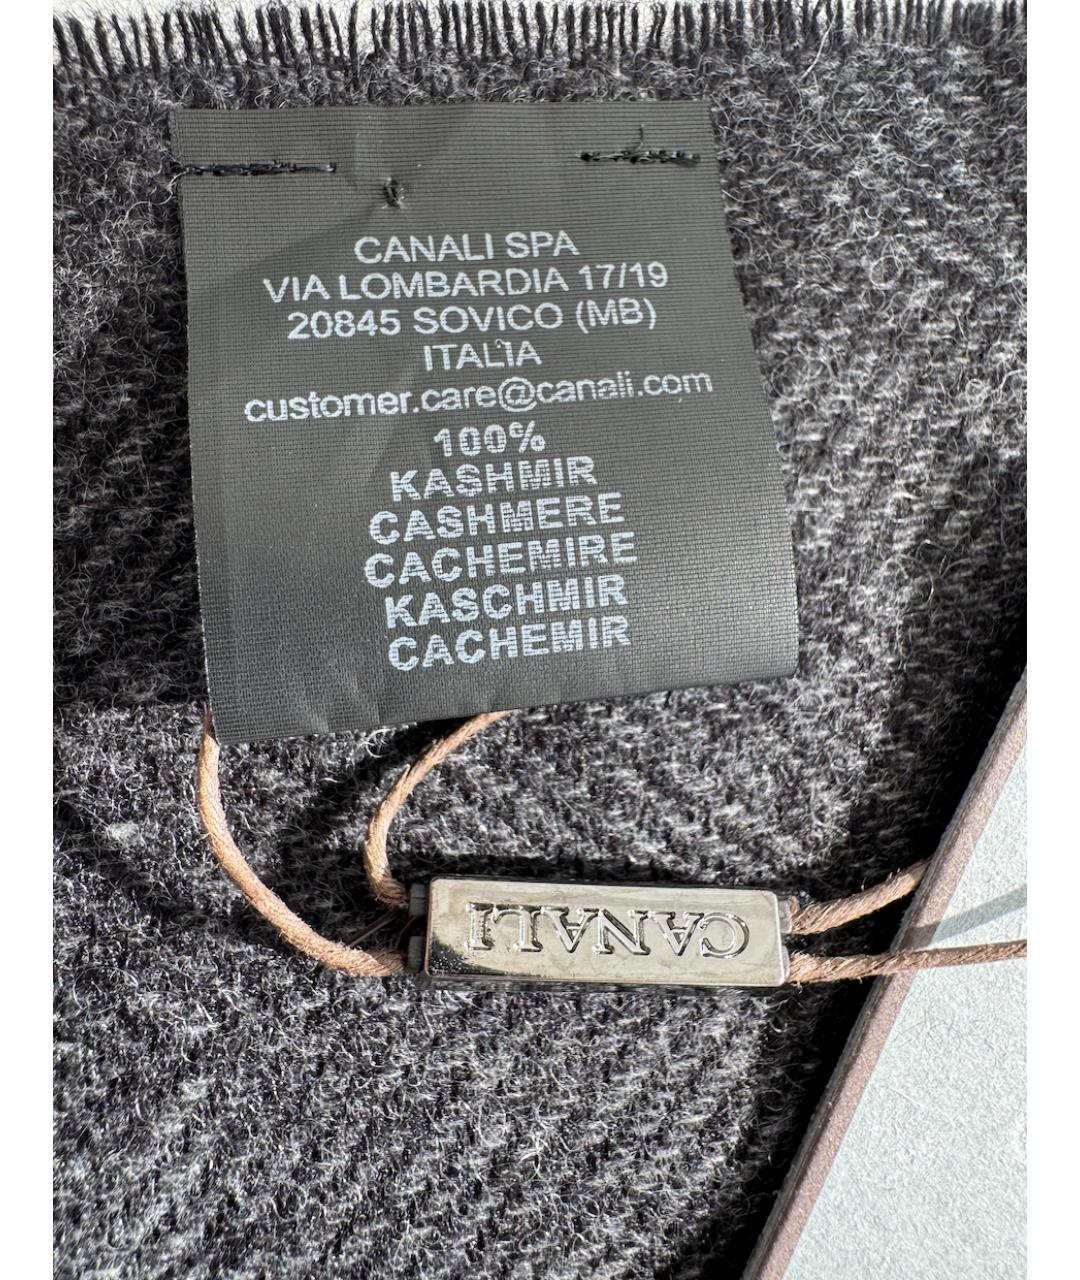 CANALI SPA
VIA LOMBARDIA 17/19
20845 SOVICO (MB)
ITALIA
customer.care@canali.com
100%
KASHMIR
CASHMERE
CACHEMIRE
KASCHMIR
CACHEMIR
CANALI